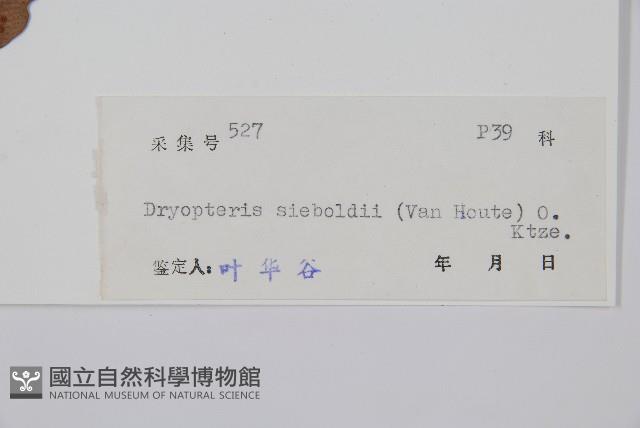 采集号 527 P39 科
Dryopteris sieboldii (Van Houte) O.
Ktze.
鉴定人: 叶华谷 年 月 日
國立自然科學博物館
NATIONAL MUSEUM OF NATURAL SCIENCE